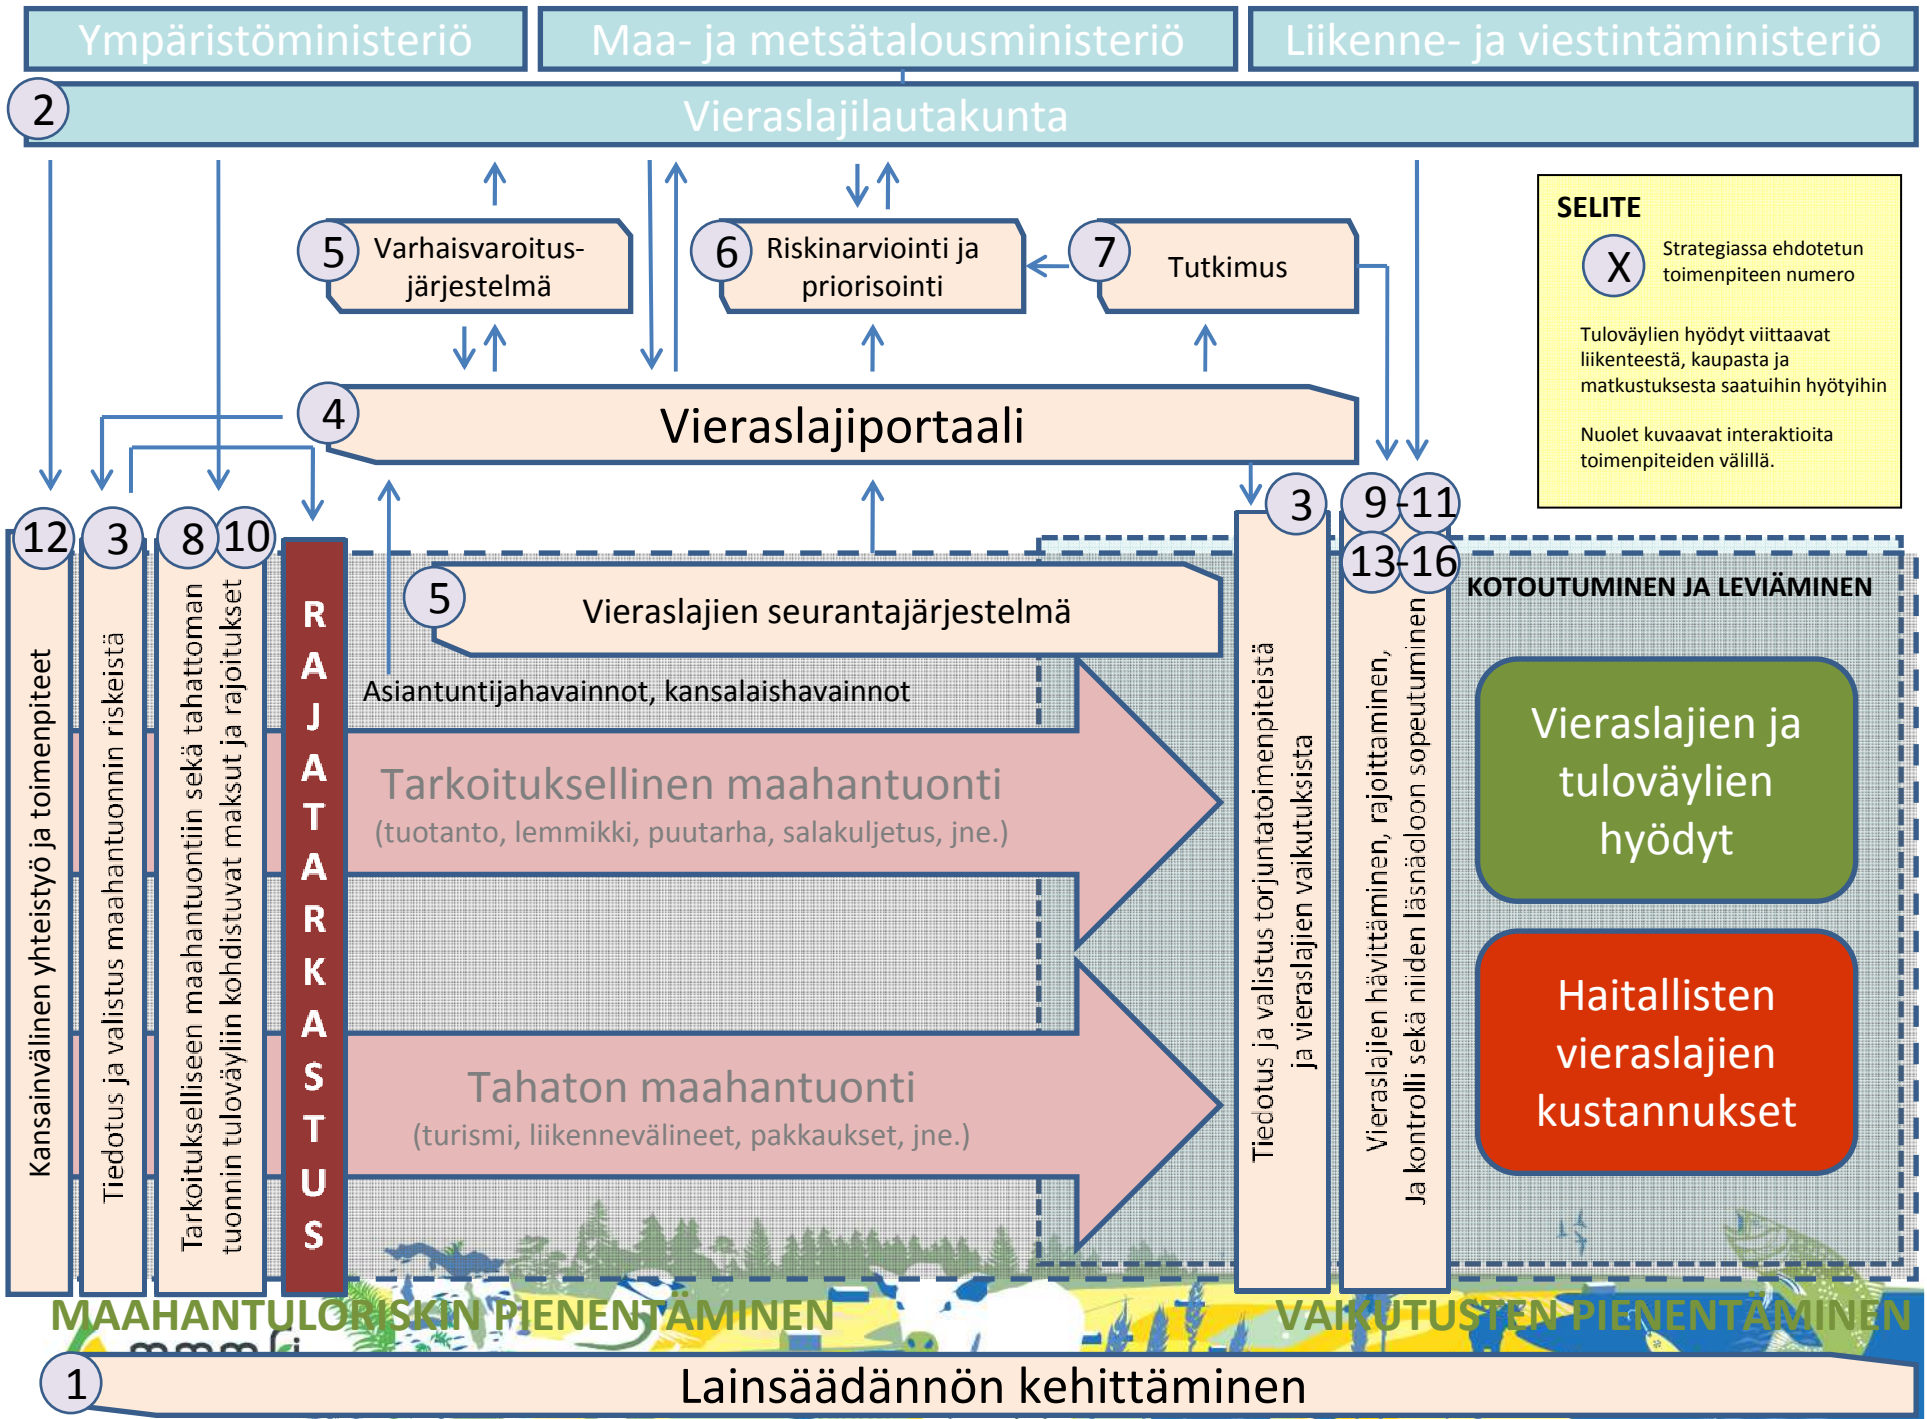 Ympäristöministeriö
Maa- ja metsätalousministeriö
Liikenne- ja viestintäministeriö
2
Vieraslajilautakunta
5
Varhaisvaroitus-
järjestelmä
6
Riskinarviointi ja
priorisointi
7
Tutkimus
SELITE
X
Strategiassa ehdotetun
toimenpiteen numero
Tuloväylien hyödyt viittaavat
liikenteestä, kaupasta ja
matkustuksesta saatuihin hyötyihin
Nuolet kuvaavat interaktioita
toimenpiteiden välillä.
4
Vieraslajiportaali
12
Kansainvälinen yhteistyö ja toimenpiteet
3
Tiedotus ja valistus maahantuonnin riskeistä
8 10
Tarkoitukselliseen maahantuontiin sekä tahattoman
tuonnin tuloväyliin kohdistuvat maksut ja rajoitukset
RAJATARKASTUS
5
Vieraslajien seurantajärjestelmä
Asiantuntijahavainnot, kansalaishavainnot
Tarkoituksellinen maahantuonti
(tuotanto, lemmikki, puutarha, salakuljetus, jne.)
Tahaton maahantuonti
(turismi, liikennevälineet, pakkaukset, jne.)
3
Tiedotus ja valistus torjuntatoimenpiteistä
ja vieraslajien vaikutuksista
9-11
13-16
Vieraslajien hävittäminen, rajoittaminen,
Ja kontrolli sekä niiden läsnäoloon sopeutuminen
KOTOUTUMINEN JA LEVIÄMINEN
Vieraslajien ja
tuloväylien
hyödyt
Haitallisten
vieraslajien
kustannukset
MAAHANTULORISKIN PIENENTÄMINEN
VAIKUTUSTEN PIENENTÄMINEN
mmm.fi
1
Lainsäädännön kehittäminen